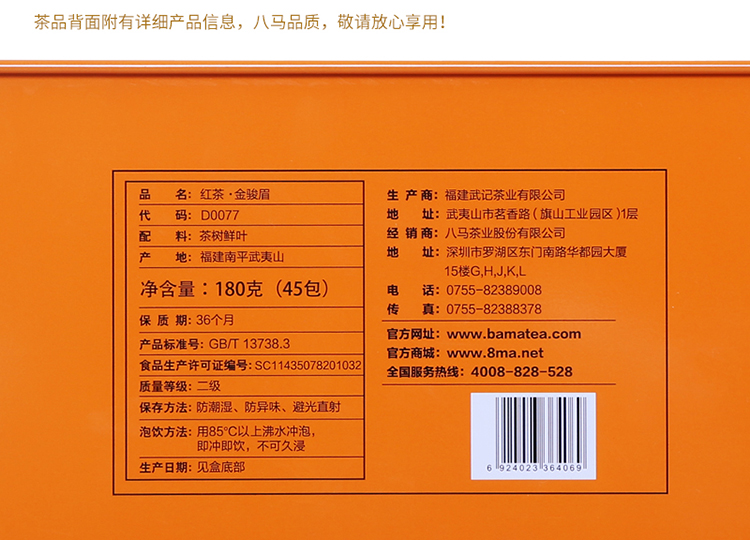 茶品背面附有详细产品信息，八马品质，敬请放心享用！
品 名：红茶·金骏眉
代 码：D0077
配 料：茶树鲜叶
产 地：福建南平武夷山
净含量：180克（45包）
保 质 期：36个月
产品标准号：GB/T 13738.3
食品生产许可证编号：SC11435078201032
质量等级：二级
保存方法：防潮湿、防异味、避光直射
泡饮方法：用85℃以上沸水冲泡，
即冲即饮，不可久浸
生产日期：见盒底部
生 产 商：福建武记茶业有限公司
地 址：武夷山市茗香路（旗山工业园区）1层
经 销 商：八马茶业股份有限公司
地 址：深圳市罗湖区东门南路华都园大厦
15楼G,H,J,K,L
电 话：0755-82389008
传 真：0755-82388378
官方网址：www.bamatea.com
官方商城：www.8ma.net
全国服务热线：4008-828-528
6 924023 364069